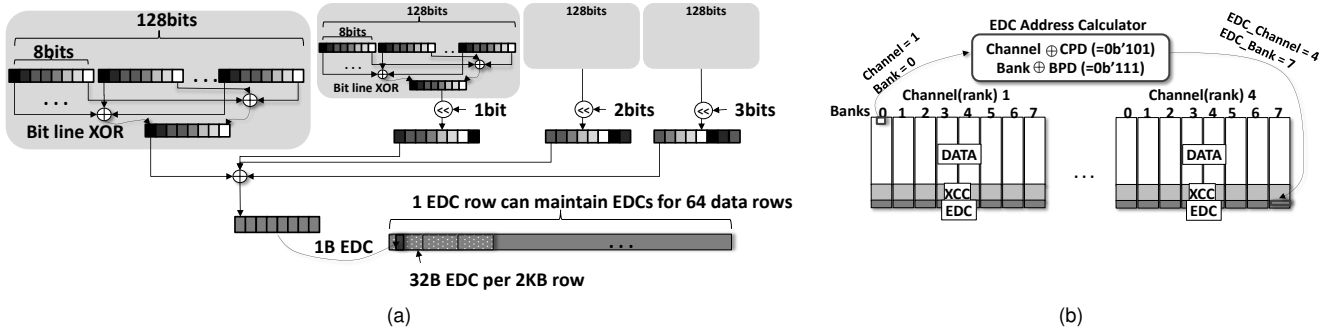 128bits
8bits
. . .
. . .
Bit line XOR
128bits
8bits
. . .
. . .
Bit line XOR
128bits
128bits
<< 1bit
<< 2bits
<< 3bits
1B EDC
1 EDC row can maintain EDCs for 64 data rows
. . .
32B EDC per 2KB row
(a)
EDC Address Calculator
Channel ⊕ CPD (=0b'101)
Bank ⊕ BPD (=0b'111)
Channel = 1
Bank = 0
EDC_Channel = 4
EDC_Bank = 7
Channel(rank) 1
Channel(rank) 4
Banks 0 1 2 3 4 5 6 7
0 1 2 3 4 5 6 7
DATA
XCC
EDC
. . .
DATA
XCC
EDC
(b)